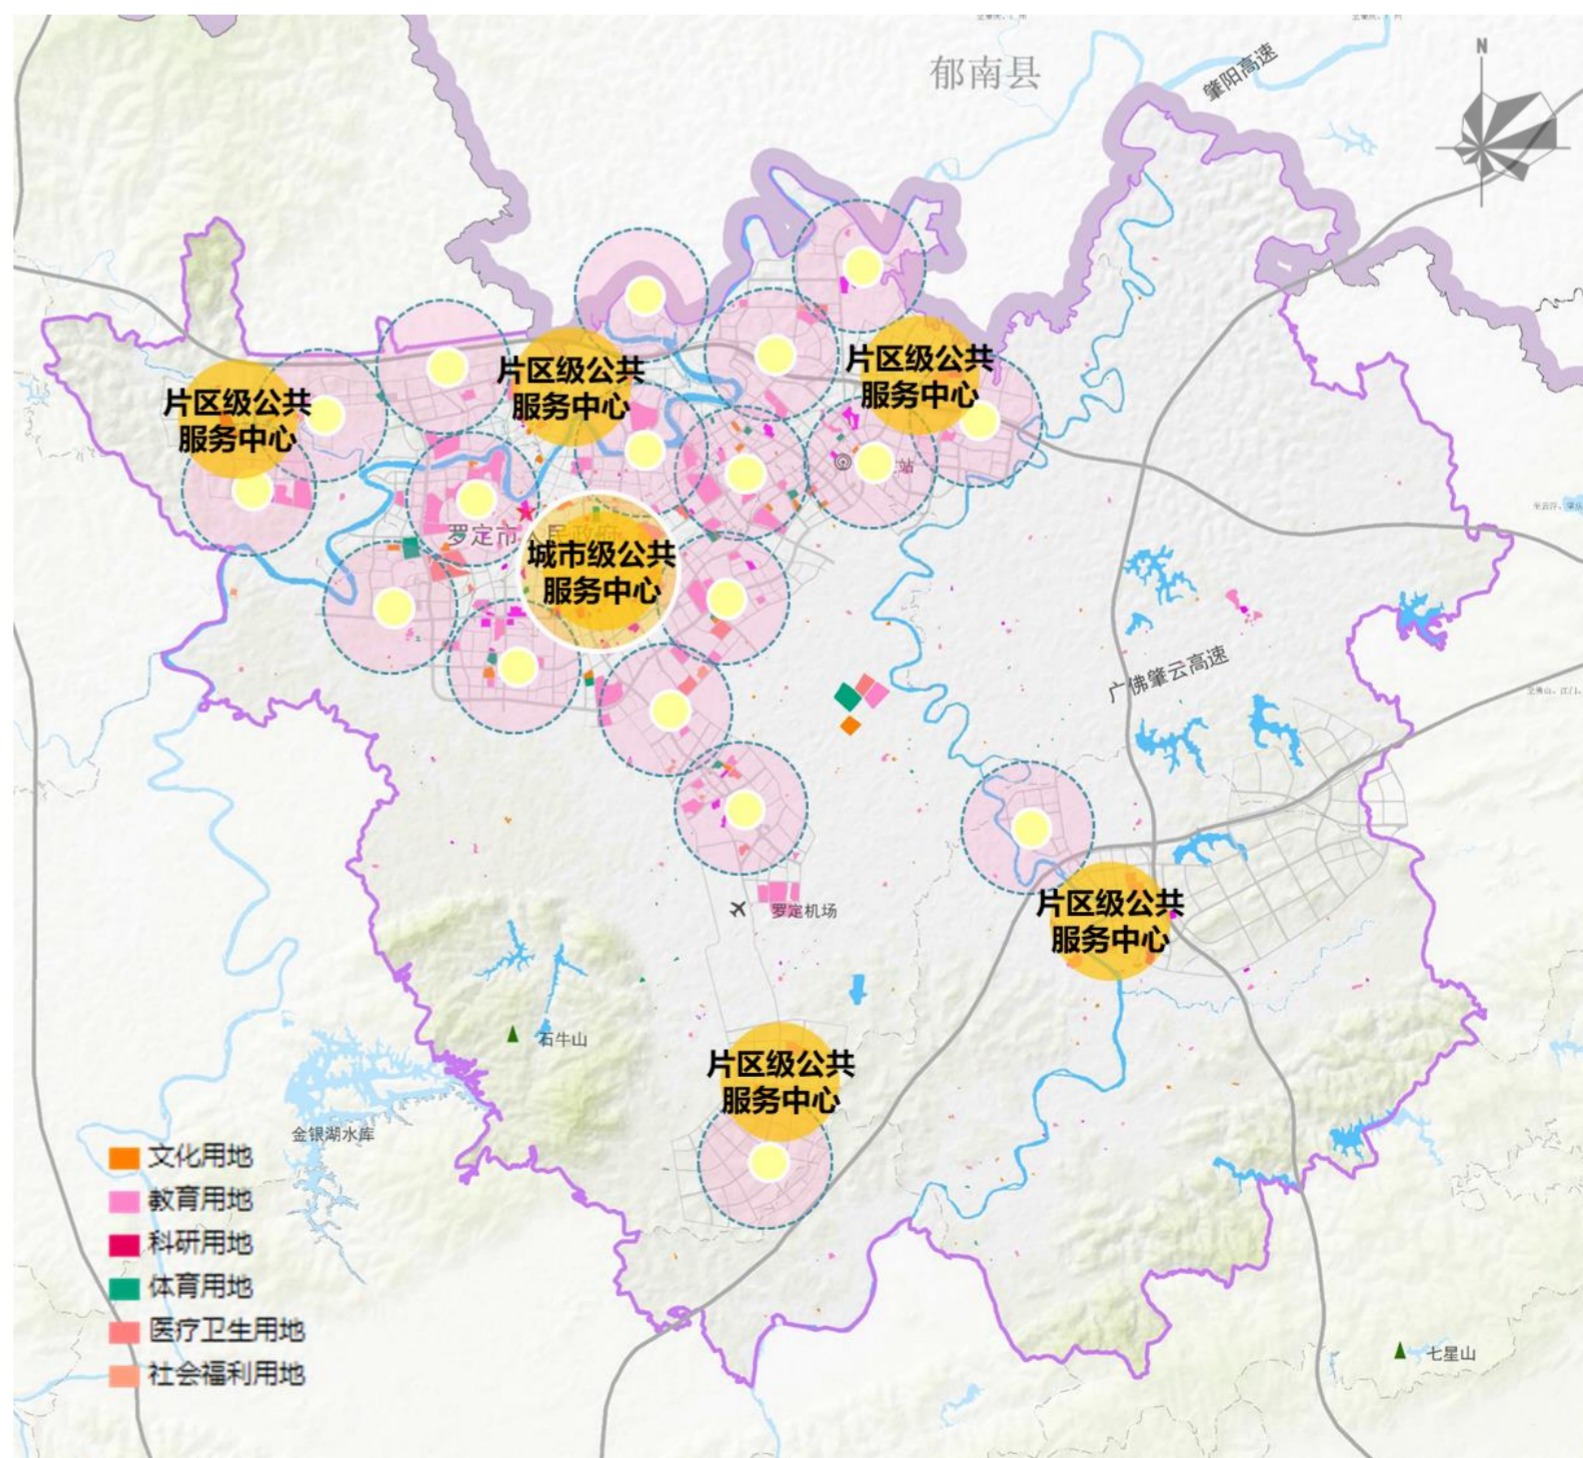 郁南县
肇阳高速
N
片区级公共
服务中心
片区级公共
服务中心
片区级公共
服务中心
站
罗定市人民政府
城市级公共
服务中心
广佛肇云高速
罗定机场
片区级公共
服务中心
石牛山
片区级公共
服务中心
金银湖水库
文化用地
教育用地
科研用地
体育用地
医疗卫生用地
社会福利用地
七星山